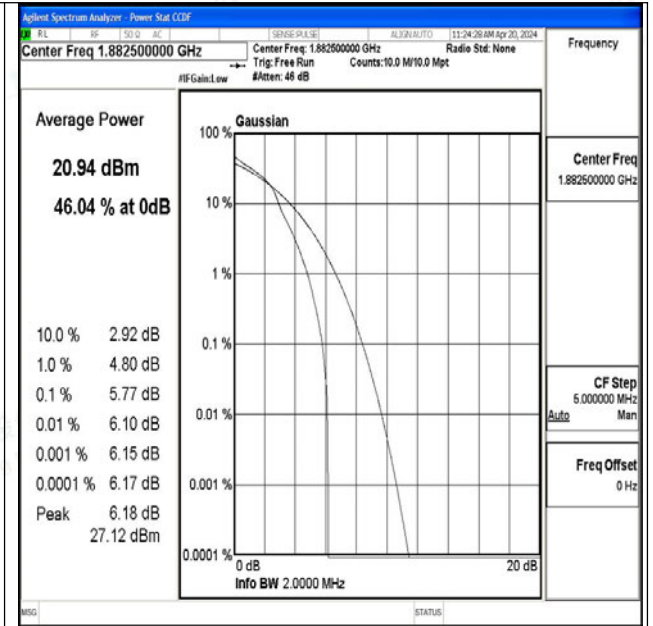 Agilent Spectrum Analyzer - Power Stat CCDF
RL RF 50 Ω AC SENSE:PULSE ALIGN AUTO 11:24:28 AM Apr 20, 2024
Center Freq 1.882500000 GHz
Center Freq: 1.882500000 GHz Radio Std: None
Trig: Free Run Counts:10.0 M/10.0 Mpt
#IFGain:Low #Atten: 46 dB
Frequency
Average Power
20.94 dBm
46.04 % at 0dB
10.0 % 2.92 dB
1.0 % 4.80 dB
0.1 % 5.77 dB
0.01 % 6.10 dB
0.001 % 6.15 dB
0.0001 % 6.17 dB
Peak 6.18 dB
27.12 dBm
Gaussian
100 %
10 %
1 %
0.1 %
0.01 %
0.001 %
0.0001 %
0 dB 20 dB
Info BW 2.0000 MHz
Center Freq
1.882500000 GHz
CF Step
5.000000 MHz
Auto Man
Freq Offset
0 Hz
MSG STATUS